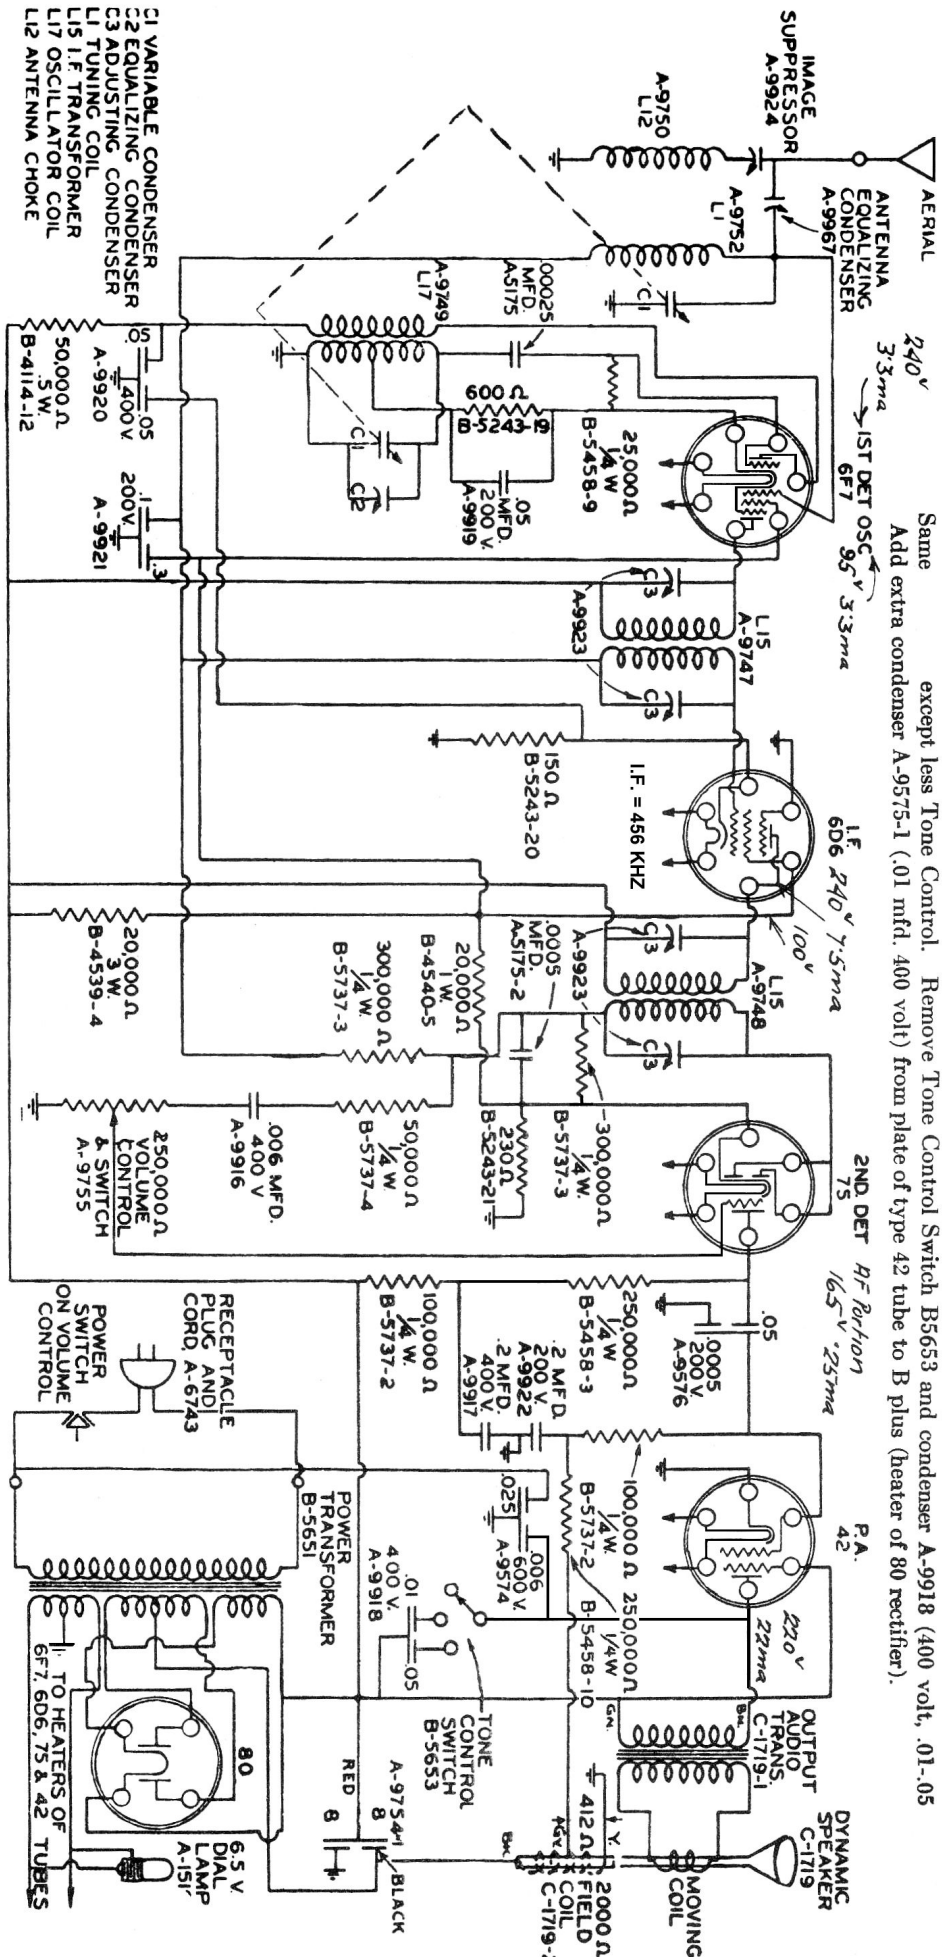 Same except less Tone Control. Remove Tone Control Switch B5653 and condenser A-9918 (400 volt, .01-.05
Add extra condenser A-9575-1 (.01 mfd. 400 volt) from plate of type 42 tube to B plus (heater of 80 rectifier).
AERIAL
IMAGE
SUPPRESSOR
A-9924
ANTENNA
EQUALIZING
CONDENSER
A-9967
A-9750
L12
A-9752
L1
C1
240v
3.3ma
1ST DET OSC
6F7
95v 3.3ma
.00025
MFD.
A5175
A-9749
L17
600 Ω
B-5243-19
25,000 Ω
1/4 W
B-5458-9
.05
MFD.
200 V.
A-9919
C1
C2
.05
.05
400V.
A-9920
50,000 Ω
.5 W.
B-4114-12
.1
200V.
.3
A-9921
C3
A-9923
C3
L15
A-9747
150 Ω
B-5243-20
I.F. = 456 KHZ
I.F.
6D6
240v
7.5ma
100v
C3
A-9923
C3
L15
A-9748
.0005
MFD.
A5175-2
20,000 Ω
1 W.
B-4540-5
300,000 Ω
1/4 W.
B-5737-3
20,000 Ω
3 W.
B-4539-4
300,000 Ω
1/4 W.
B-5737-3
230 Ω
B-5243-21
50,000 Ω
1/4 W.
B-5737-4
.006 MFD.
400 V
A-9916
250,000 Ω
VOLUME
CONTROL
& SWITCH
A-9755
2ND. DET
75
AF Portion
165v .25ma
.05
.0005
200 V.
A-9576
250,000 Ω
1/4 W.
B-5458-3
100,000 Ω
1/4 W.
B-5737-2
.2 MFD.
200 V.
A-9922
.2 MFD.
400 V.
A-9917
100,000 Ω
1/4 W.
B-5737-2
250,000 Ω
1/4 W
B-5458-10
P.A.
42
220v
22ma
.025
.006
600 V.
A-9574
TONE
CONTROL
SWITCH
B-5653
.01
.05
400 V.
A-9918
OUTPUT
AUDIO
TRANS.
C-1719-1
DYNAMIC
SPEAKER
C-1719
MOVING
COIL
2000 Ω
FIELD
COIL
412 Ω
Y.
GN.
RED
BLACK
8
8
RECEPTACLE
PLUG AND
CORD, A-6743
POWER
SWITCH
ON VOLUME
CONTROL
POWER
TRANSFORMER
B-5651
80
6.5 V.
DIAL
LAMP
TO HEATERS OF
6F7, 6D6, 75 & 42 TUBES
C1 VARIABLE CONDENSER
C2 EQUALIZING CONDENSER
C3 ADJUSTING CONDENSER
L1 TUNING COIL
L15 I.F. TRANSFORMER
L17 OSCILLATOR COIL
L12 ANTENNA CHOKE